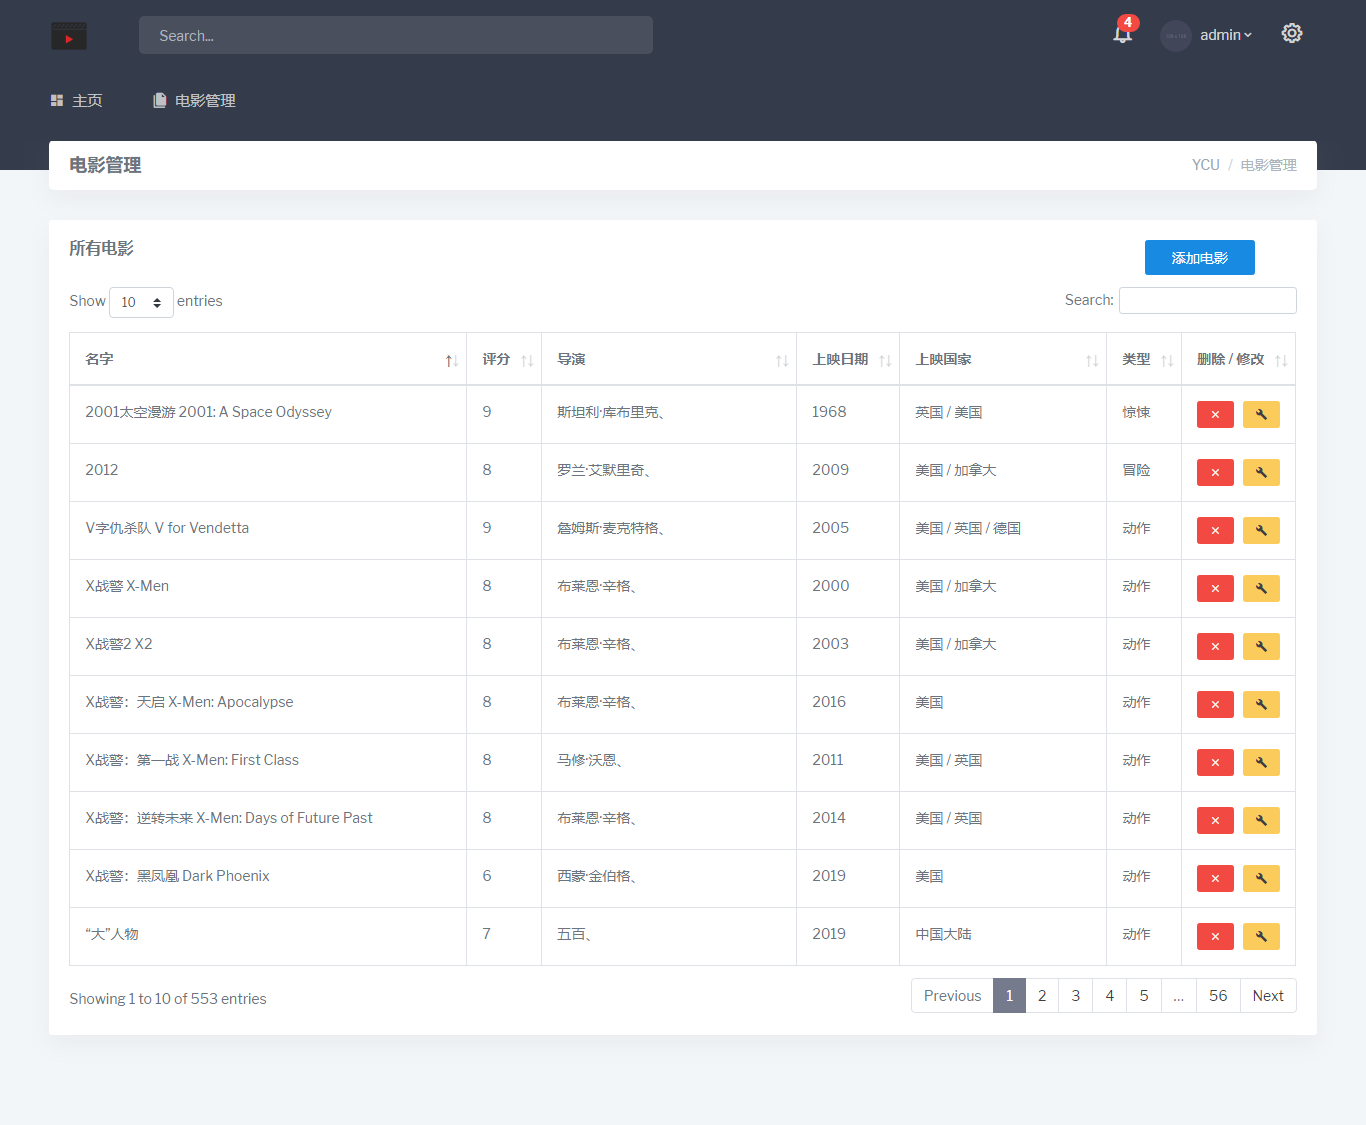 Search...
4
admin
主页
电影管理
电影管理
YCU / 电影管理
所有电影
添加电影
Show 10 entries
Search:
名字 评分 导演 上映日期 上映国家 类型 删除 / 修改
2001太空漫游 2001: A Space Odyssey 9 斯坦利·库布里克、 1968 英国 / 美国 惊悚
2012 8 罗兰·艾默里奇、 2009 美国 / 加拿大 冒险
V字仇杀队 V for Vendetta 9 詹姆斯·麦克特格、 2005 美国 / 英国 / 德国 动作
X战警 X-Men 8 布莱恩·辛格、 2000 美国 / 加拿大 动作
X战警2 X2 8 布莱恩·辛格、 2003 美国 / 加拿大 动作
X战警：天启 X-Men: Apocalypse 8 布莱恩·辛格、 2016 美国 动作
X战警：第一战 X-Men: First Class 8 马修·沃恩、 2011 美国 / 英国 动作
X战警：逆转未来 X-Men: Days of Future Past 8 布莱恩·辛格、 2014 美国 / 英国 动作
X战警：黑凤凰 Dark Phoenix 6 西蒙·金伯格、 2019 美国 动作
“大”人物 7 五百、 2019 中国大陆 动作
Showing 1 to 10 of 553 entries
Previous 1 2 3 4 5 … 56 Next